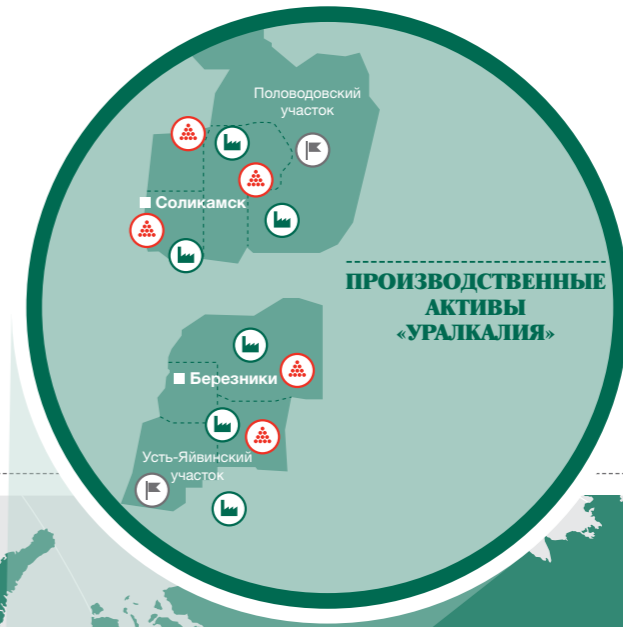 Половодовский
участок
Соликамск
ПРОИЗВОДСТВЕННЫЕ
АКТИВЫ
«УРАЛКАЛИЯ»
Березники
Усть-Яйвинский
участок